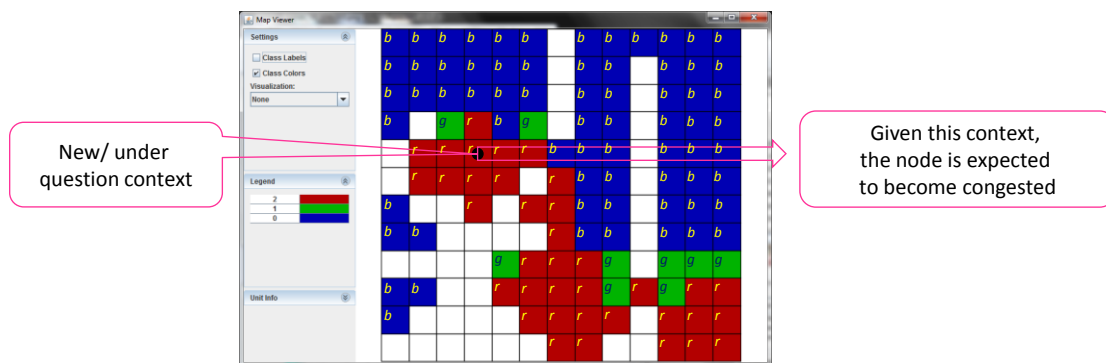 Map Viewer
Settings
Class Labels
Class Colors
Visualization:
None
Legend
2
1
0
Unit Info
New/ under
question context
b b b b b b b b b b b b
b b b b b b b b b b b
b b b b b b b b b b b
b g r b g b b b b b
r r r r r b b b b b b
r r r r r b b b b b
b r r r b b b b b
b b r b b b b b
g r r r g g g g
b b r r r r g r g r r
b r r r r r r r
r r r r r
Given this context,
the node is expected
to become congested